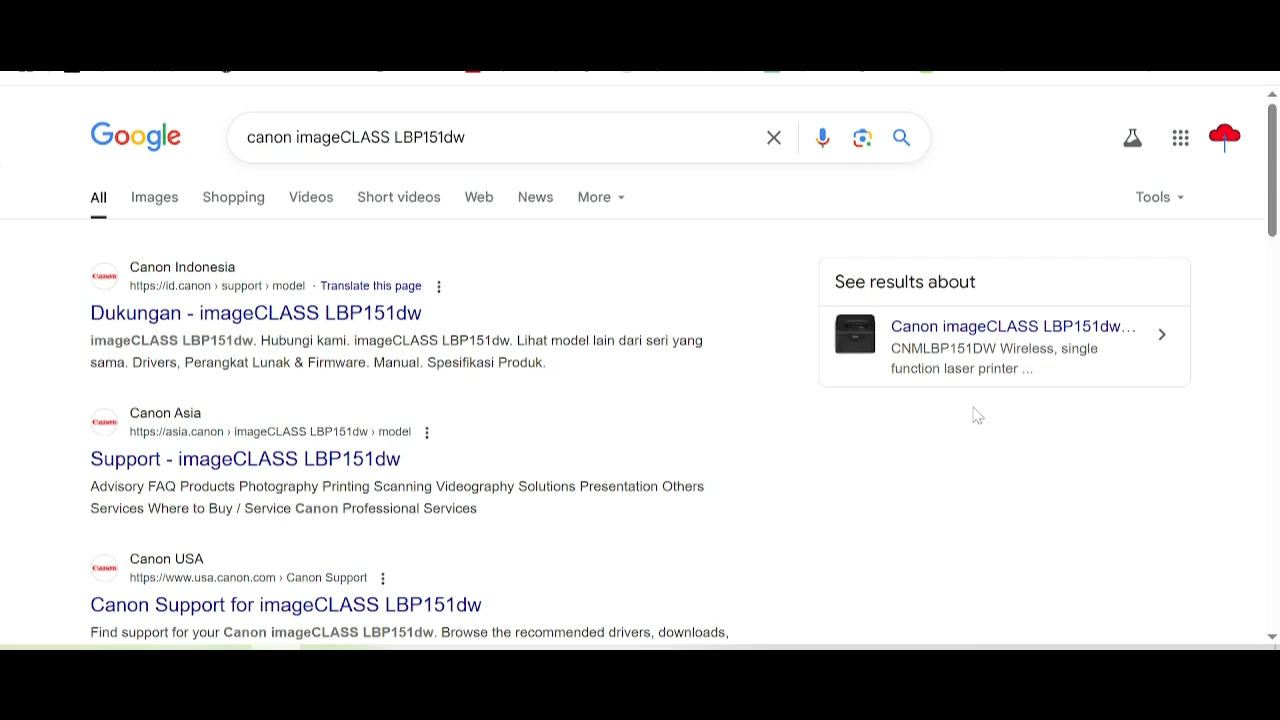 Google
canon imageCLASS LBP151dw
All Images Shopping Videos Short videos Web News More Tools
Canon Indonesia
https://id.canon › support › model · Translate this page
Dukungan - imageCLASS LBP151dw
imageCLASS LBP151dw. Hubungi kami. imageCLASS LBP151dw. Lihat model lain dari seri yang
sama. Drivers, Perangkat Lunak & Firmware. Manual. Spesifikasi Produk.
Canon Asia
https://asia.canon › imageCLASS LBP151dw › model
Support - imageCLASS LBP151dw
Advisory FAQ Products Photography Printing Scanning Videography Solutions Presentation Others
Services Where to Buy / Service Canon Professional Services
Canon USA
https://www.usa.canon.com › Canon Support
Canon Support for imageCLASS LBP151dw
Find support for your Canon imageCLASS LBP151dw. Browse the recommended drivers, downloads,
See results about
Canon imageCLASS LBP151dw...
CNMLBP151DW Wireless, single
function laser printer ...
Canon
Canon
Canon